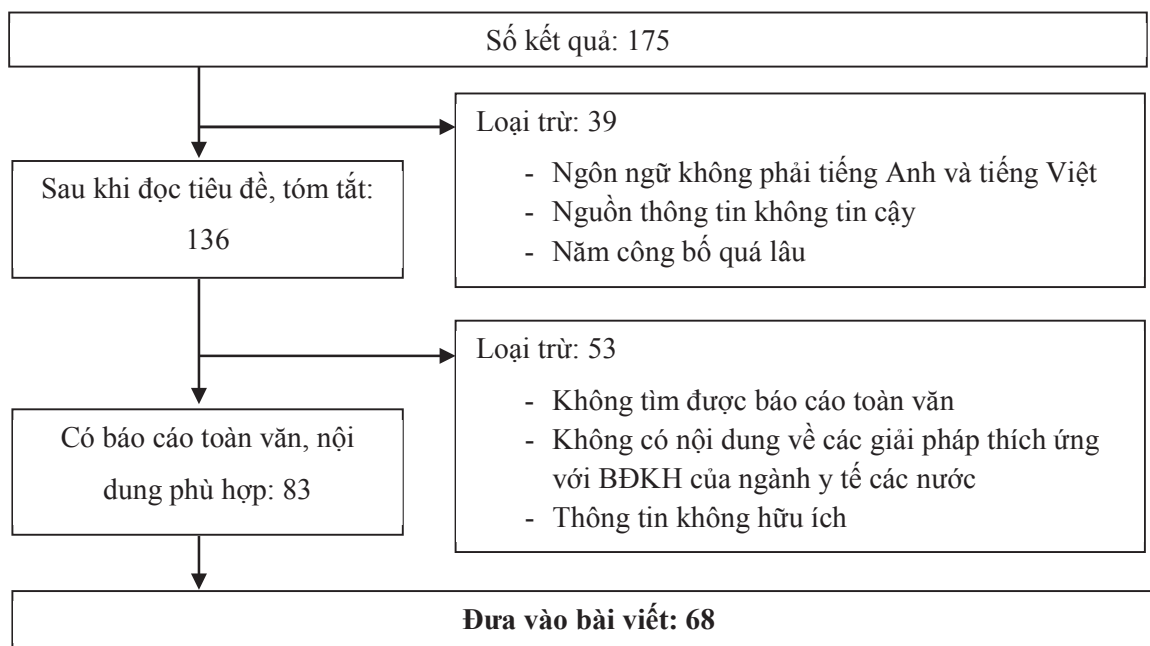 Số kết quả: 175
Loại trừ: 39
- Ngôn ngữ không phải tiếng Anh và tiếng Việt
- Nguồn thông tin không tin cậy
- Năm công bố quá lâu
Sau khi đọc tiêu đề, tóm tắt:
136
Loại trừ: 53
- Không tìm được báo cáo toàn văn
- Không có nội dung về các giải pháp thích ứng
với BĐKH của ngành y tế các nước
- Thông tin không hữu ích
Có báo cáo toàn văn, nội
dung phù hợp: 83
Đưa vào bài viết: 68